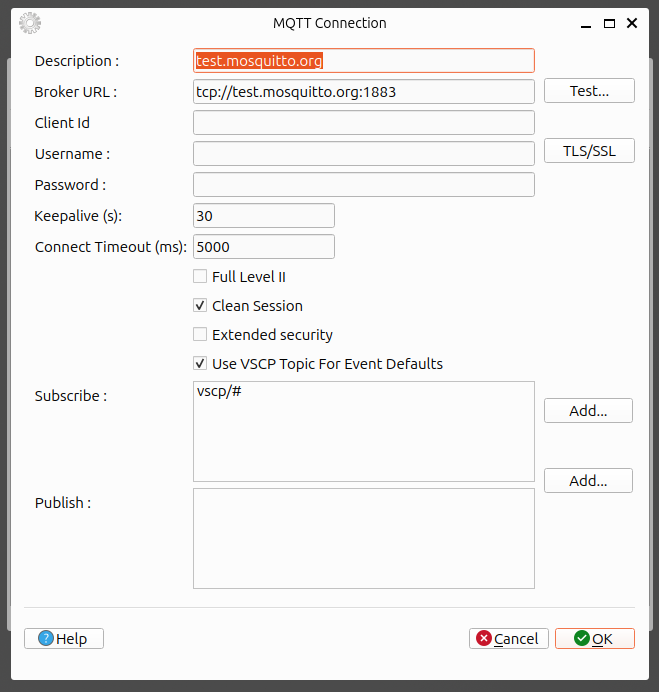 MQTT Connection
Description :
test.mosquitto.org
Broker URL :
tcp://test.mosquitto.org:1883
Test...
Client Id
Username :
TLS/SSL
Password :
Keepalive (s):
30
Connect Timeout (ms):
5000
Full Level II
Clean Session
Extended security
Use VSCP Topic For Event Defaults
Subscribe :
vscp/#
Add...
Add...
Publish :
Help
Cancel
OK